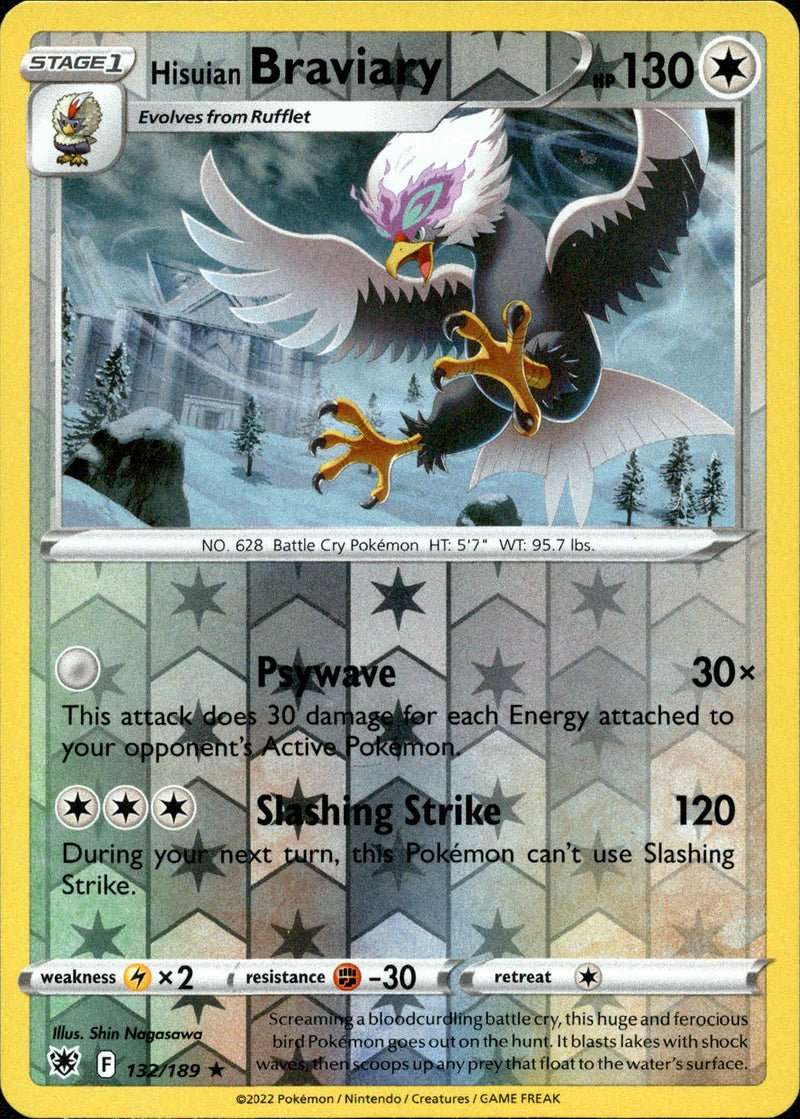 STAGE 1
Hisuian Braviary
HP 130
Evolves from Rufflet
NO. 628 Battle Cry Pokémon HT: 5'7" WT: 95.7 lbs.
Psywave 30×
This attack does 30 damage for each Energy attached to
your opponent's Active Pokémon.
Slashing Strike 120
During your next turn, this Pokémon can't use Slashing
Strike.
weakness ×2 resistance -30 retreat
Illus. Shin Nagasawa
F 132/189 ★
Screaming a bloodcurdling battle cry, this huge and ferocious
bird Pokémon goes out on the hunt. It blasts lakes with shock
waves, then scoops up any prey that float to the water's surface.
©2022 Pokémon / Nintendo / Creatures / GAME FREAK